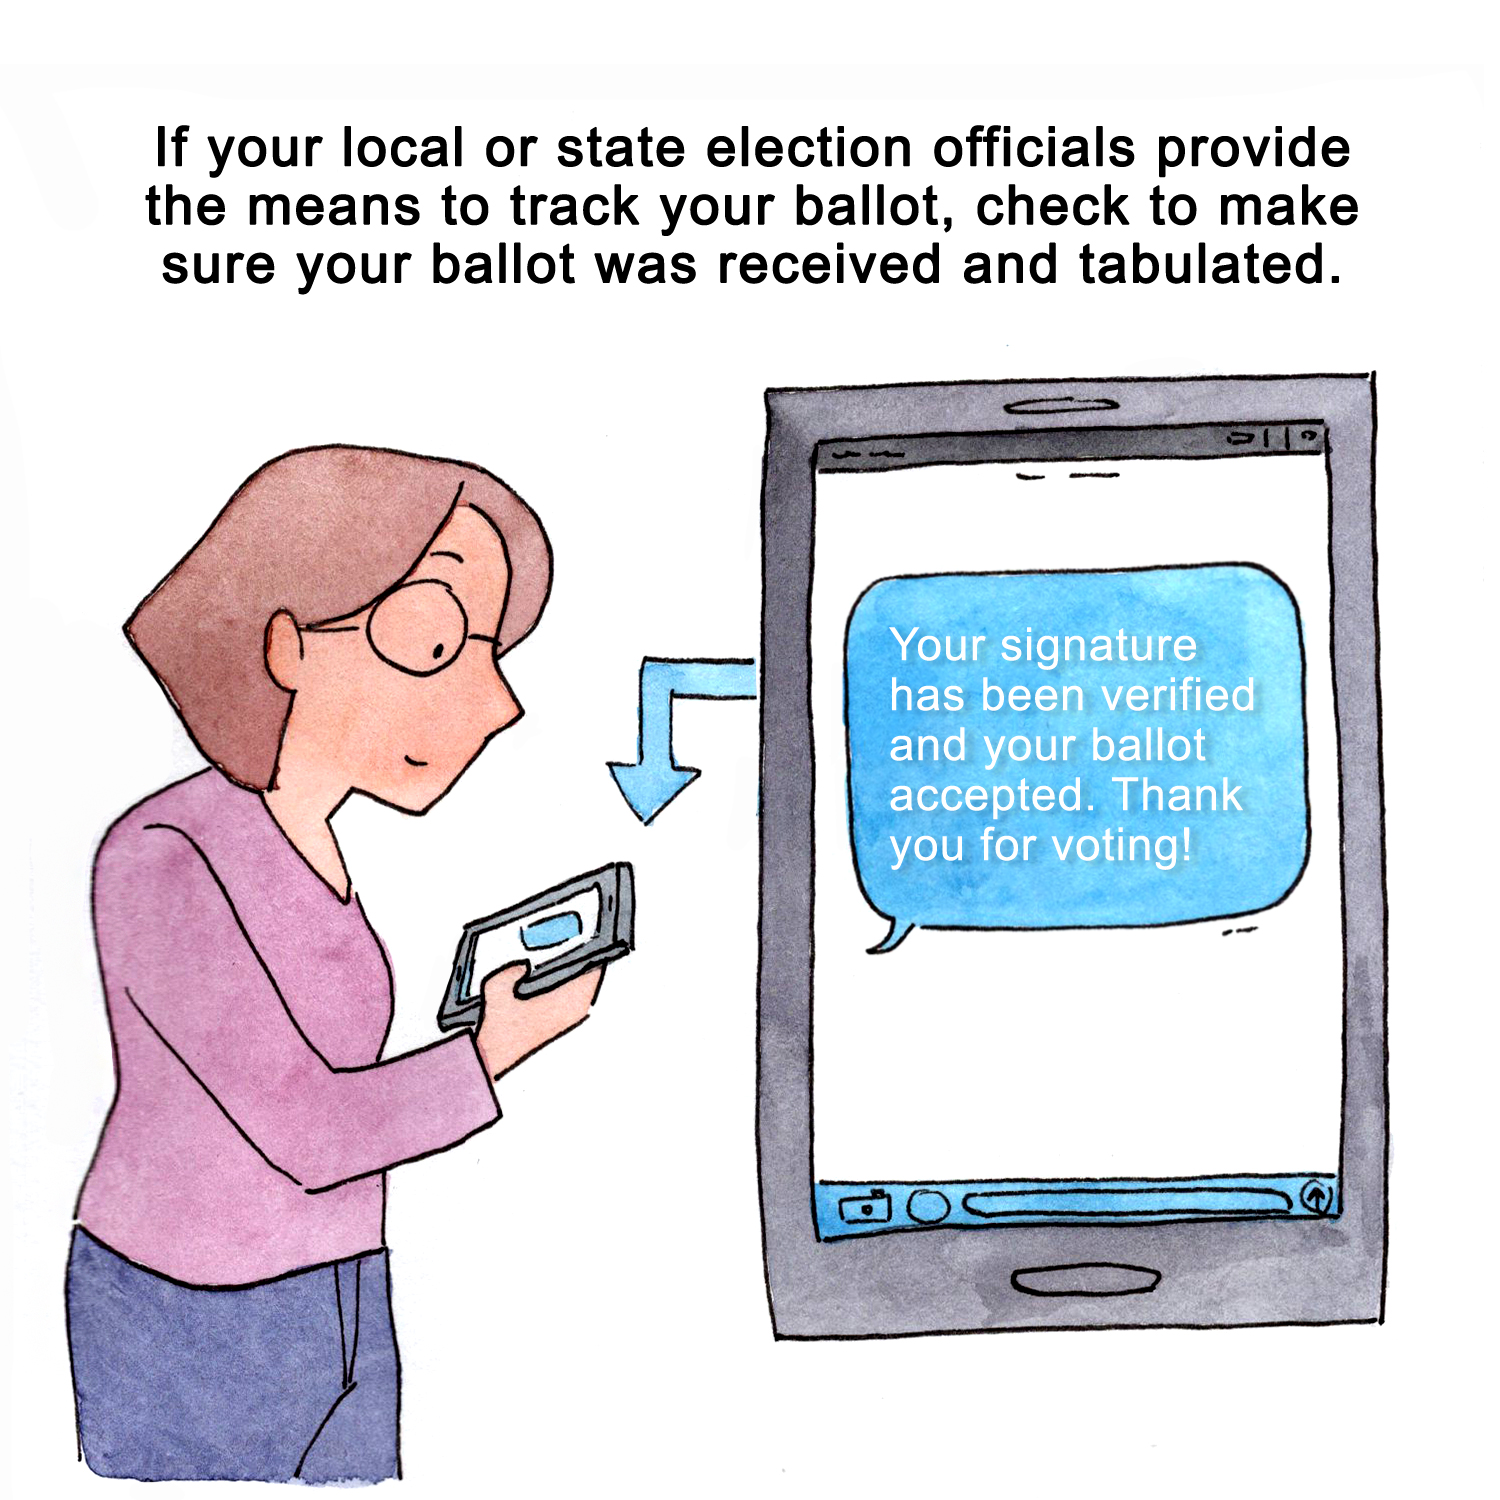 If your local or state election officials provide
the means to track your ballot, check to make
sure your ballot was received and tabulated.
Your signature
has been verified
and your ballot
accepted. Thank
you for voting!